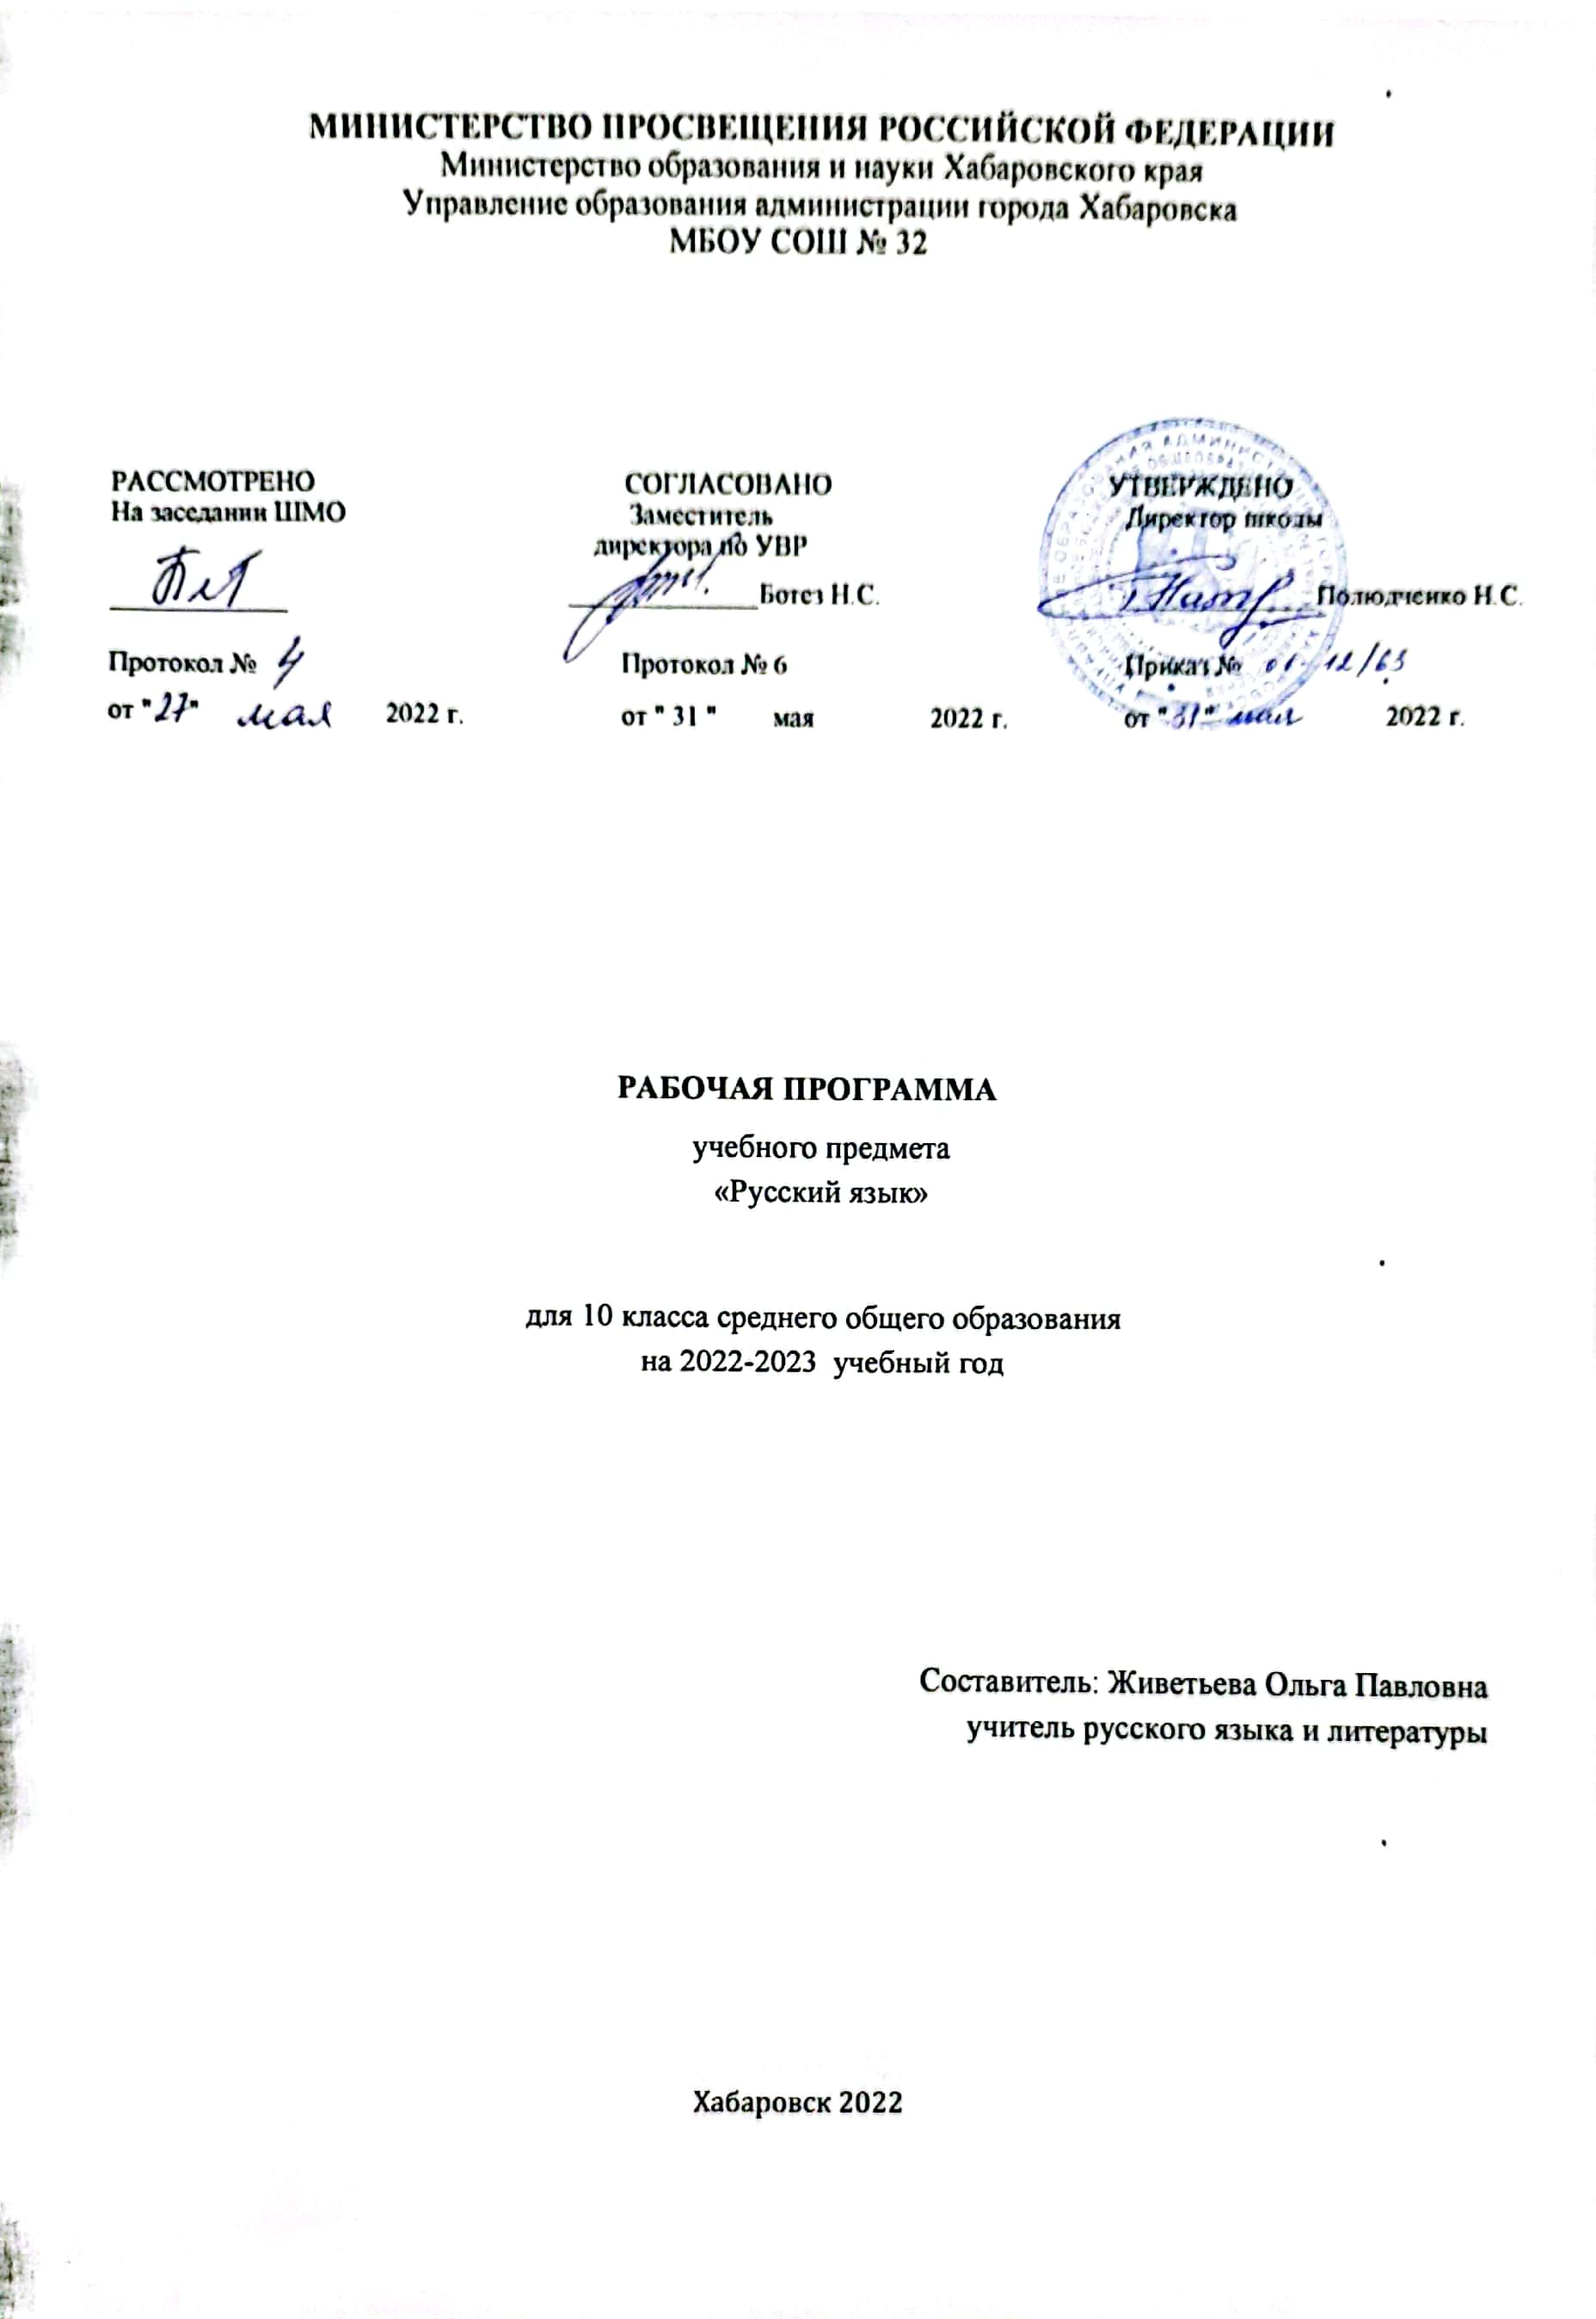 МИНИСТЕРСТВО ПРОСВЕЩЕНИЯ РОССИЙСКОЙ ФЕДЕРАЦИИ
Министерство образования и науки Хабаровского края
Управление образования администрации города Хабаровска
МБОУ СОШ № 32
РАССМОТРЕНО
На заседании ШМО
Протокол № 4
от "27" мая 2022 г.
СОГЛАСОВАНО
Заместитель
директора по УВР
Ботез Н.С.
Протокол № 6
от " 31 " мая 2022 г.
УТВЕРЖДЕНО
Директор школы
Полюдченко Н.С.
Приказ № 01-12/63
от "31" мая 2022 г.
РАБОЧАЯ ПРОГРАММА
учебного предмета
«Русский язык»
для 10 класса среднего общего образования
на 2022-2023 учебный год
Составитель: Живетьева Ольга Павловна
учитель русского языка и литературы
Хабаровск 2022